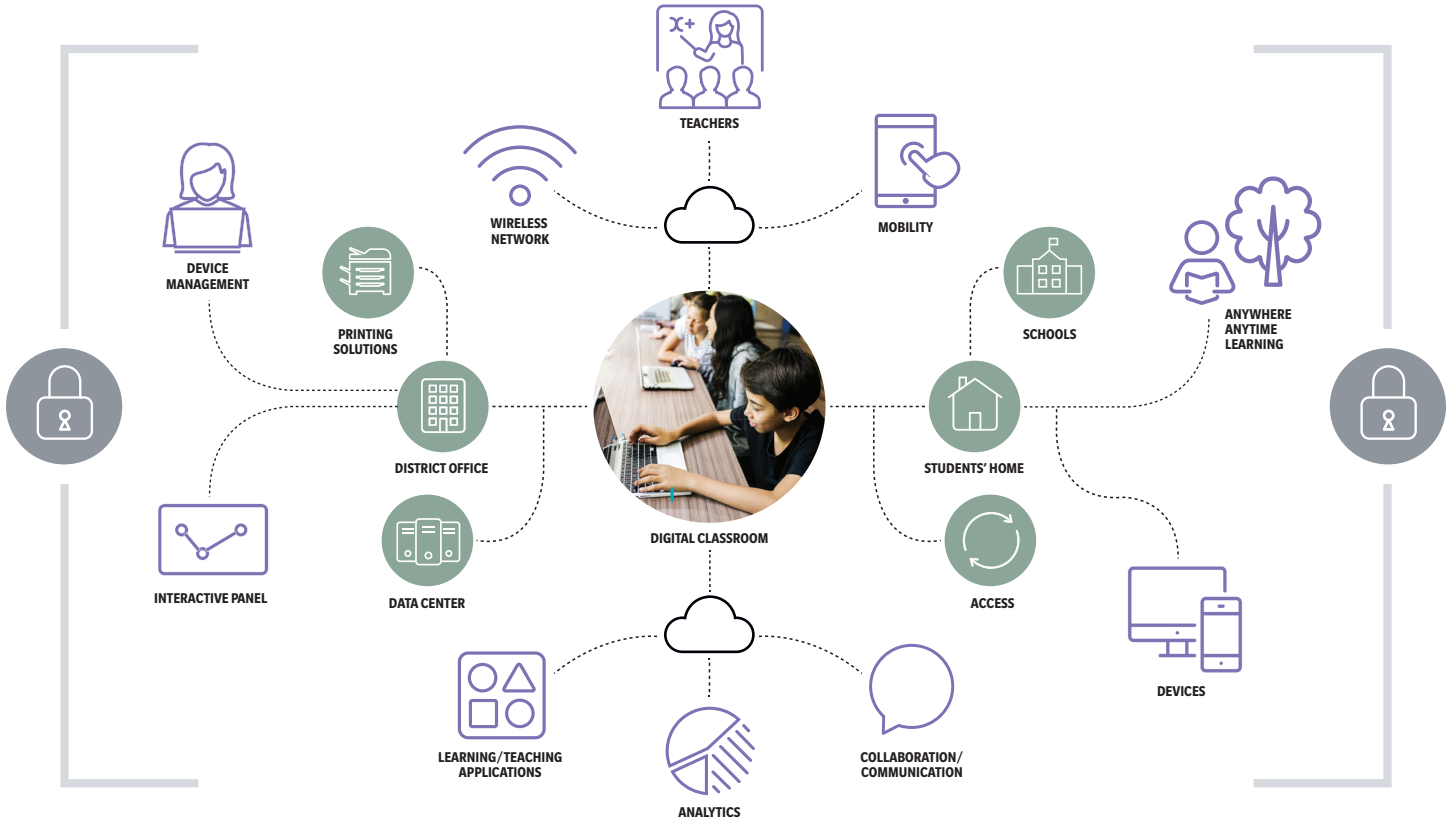 TEACHERS
WIRELESS
NETWORK
MOBILITY
DEVICE
MANAGEMENT
PRINTING
SOLUTIONS
SCHOOLS
ANYWHERE
ANYTIME
LEARNING
DISTRICT OFFICE
STUDENTS’ HOME
DIGITAL CLASSROOM
INTERACTIVE PANEL
DATA CENTER
ACCESS
DEVICES
LEARNING/TEACHING
APPLICATIONS
COLLABORATION/
COMMUNICATION
ANALYTICS
X+